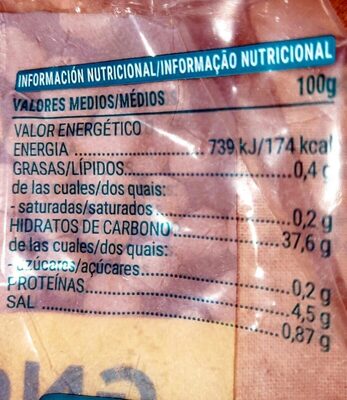 INFORMACIÓN NUTRICIONAL/INFORMAÇÃO NUTRICIONAL
VALORES MEDIOS/MÉDIOS 100g
VALOR ENERGÉTICO
ENERGIA 739 kJ/174 kcal
GRASAS/LÍPIDOS 0,4 g
de las cuales/dos quais:
- saturadas/saturados 0,2 g
HIDRATOS DE CARBONO 37,6 g
de las cuales/dos quais:
- azúcares/açúcares 0,2 g
PROTEÍNAS 4,5 g
SAL 0,87 g